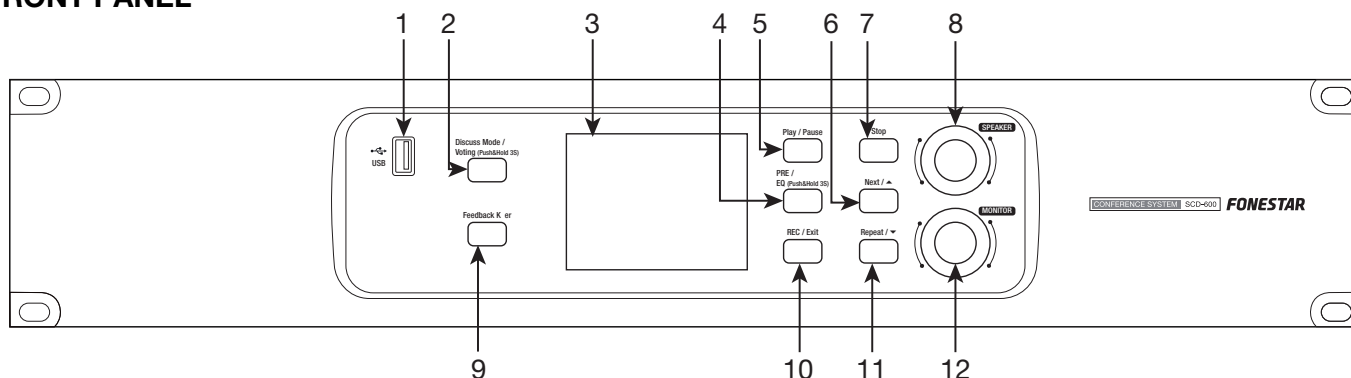 RONT PANEL
1 2 3 4 5 6 7 8
USB
Discuss Mode /
Voting (Push&Hold 3S)
Feedback K er
Play / Pause
PRE /
EQ (Push&Hold 3S)
REC / Exit
Stop
Next / ▲
Repeat / ▼
SPEAKER
MONITOR
CONFERENCE SYSTEM SCD-600 FONESTAR
9 10 11 12